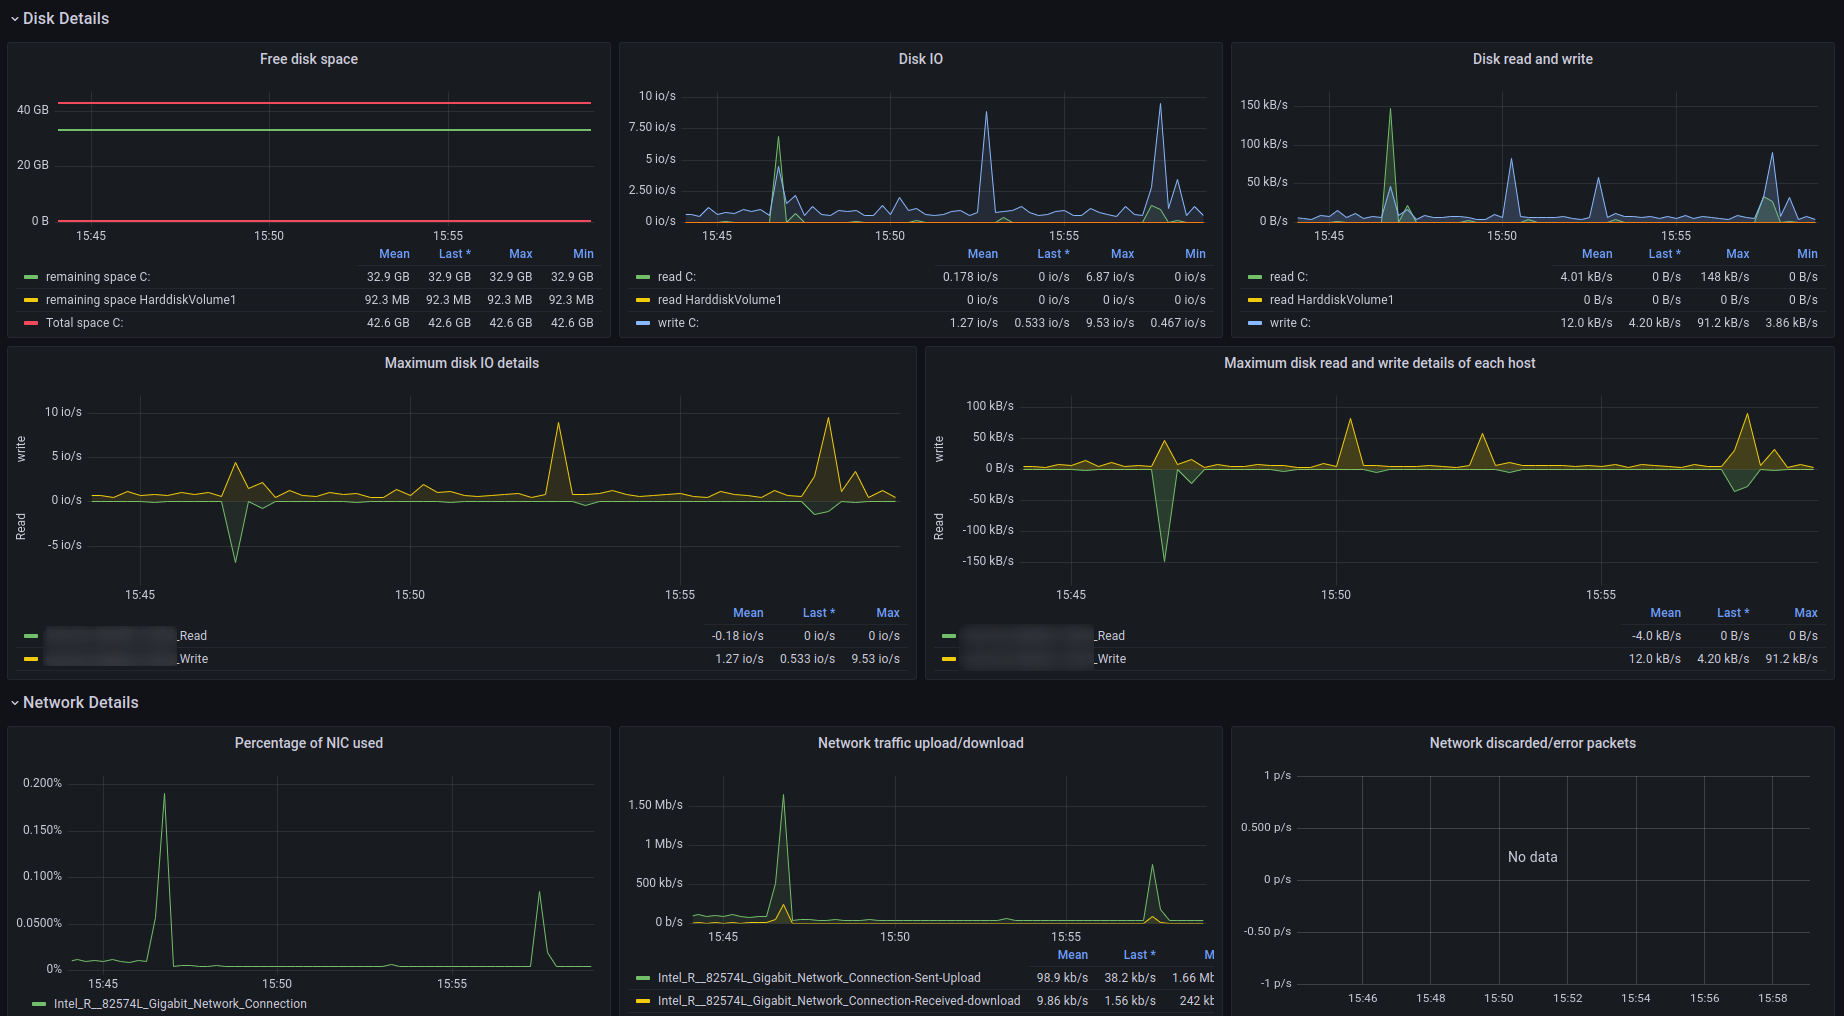 Disk Details
Free disk space
40 GB
20 GB
0 B
15:45 15:50 15:55
Mean Last * Max Min
remaining space C: 32.9 GB 32.9 GB 32.9 GB 32.9 GB
remaining space HarddiskVolume1 92.3 MB 92.3 MB 92.3 MB 92.3 MB
Total space C: 42.6 GB 42.6 GB 42.6 GB 42.6 GB
Disk IO
10 io/s
7.50 io/s
5 io/s
2.50 io/s
0 io/s
15:45 15:50 15:55
Mean Last * Max Min
read C: 0.178 io/s 0 io/s 6.87 io/s 0 io/s
read HarddiskVolume1 0 io/s 0 io/s 0 io/s 0 io/s
write C: 1.27 io/s 0.533 io/s 9.53 io/s 0.467 io/s
Disk read and write
150 kB/s
100 kB/s
50 kB/s
0 B/s
15:45 15:50 15:55
Mean Last * Max Min
read C: 4.01 kB/s 0 B/s 148 kB/s 0 B/s
read HarddiskVolume1 0 B/s 0 B/s 0 B/s 0 B/s
write C: 12.0 kB/s 4.20 kB/s 91.2 kB/s 3.86 kB/s
Maximum disk IO details
write
Read
10 io/s
5 io/s
0 io/s
-5 io/s
15:45 15:50 15:55
Mean Last * Max
_Read -0.18 io/s 0 io/s 0 io/s
_Write 1.27 io/s 0.533 io/s 9.53 io/s
Maximum disk read and write details of each host
write
Read
100 kB/s
50 kB/s
0 B/s
-50 kB/s
-100 kB/s
-150 kB/s
15:45 15:50 15:55
Mean Last * Max
_Read -4.0 kB/s 0 B/s 0 B/s
_Write 12.0 kB/s 4.20 kB/s 91.2 kB/s
Network Details
Percentage of NIC used
0.200%
0.150%
0.100%
0.0500%
0%
15:45 15:50 15:55
Intel_R__82574L_Gigabit_Network_Connection
Network traffic upload/download
1.50 Mb/s
1 Mb/s
500 kb/s
0 b/s
15:45 15:50 15:55
Mean Last * M
Intel_R__82574L_Gigabit_Network_Connection-Sent-Upload 98.9 kb/s 38.2 kb/s 1.66 Mb
Intel_R__82574L_Gigabit_Network_Connection-Received-download 9.86 kb/s 1.56 kb/s 242 kb
Network discarded/error packets
1 p/s
0.500 p/s
0 p/s
-0.50 p/s
-1 p/s
No data
15:46 15:48 15:50 15:52 15:54 15:56 15:58